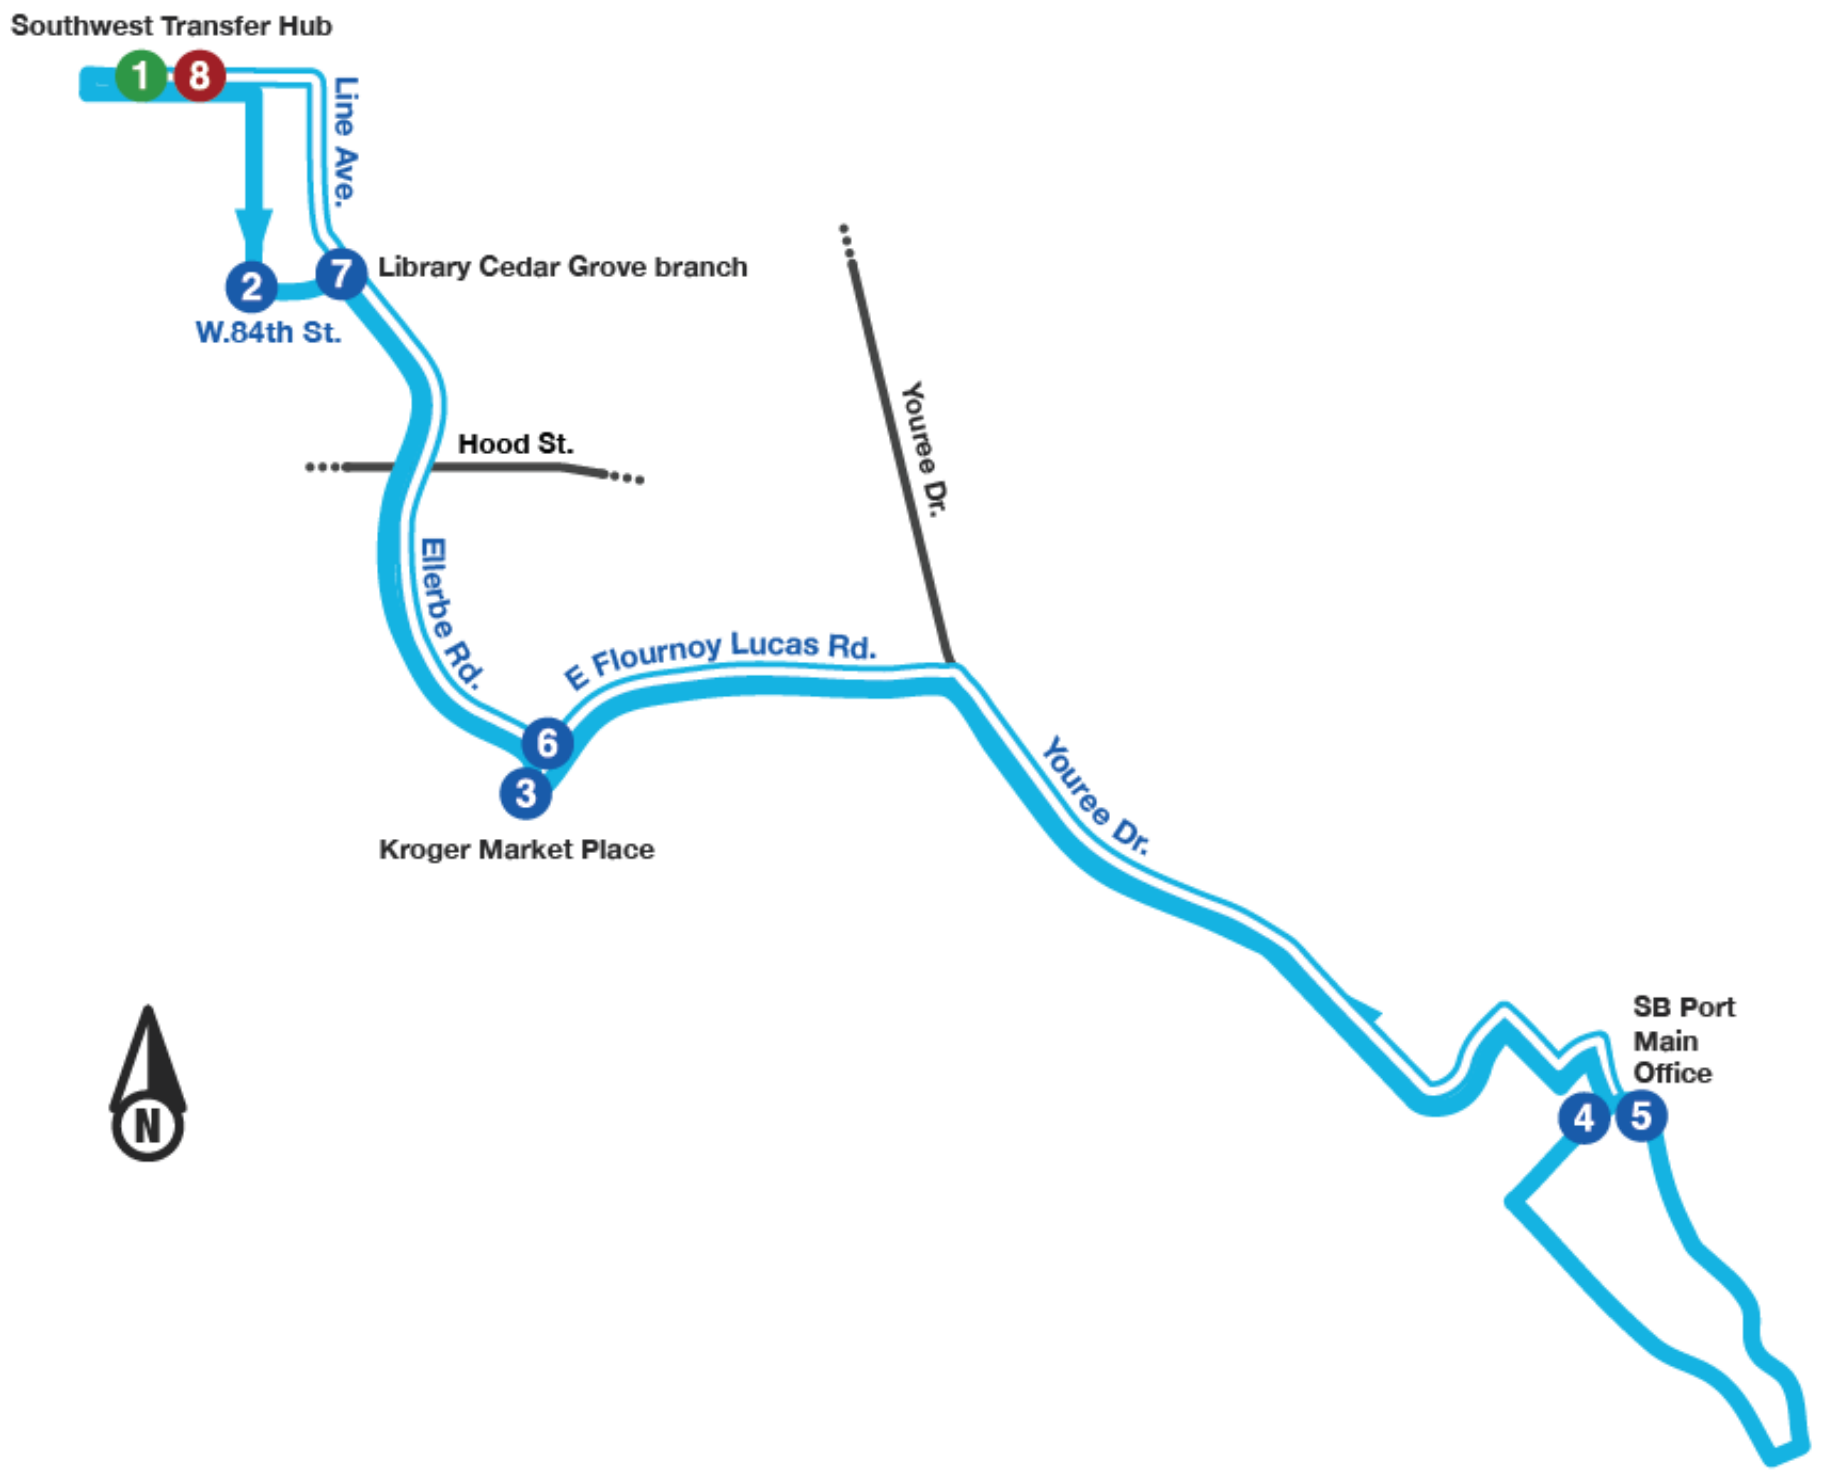 Southwest Transfer Hub
1
8
Line Ave.
2
7
Library Cedar Grove branch
W.84th St.
Hood St.
Youree Dr.
Ellerbe Rd.
E Flournoy Lucas Rd.
6
3
Kroger Market Place
Youree Dr.
SB Port
Main
Office
4
5
N